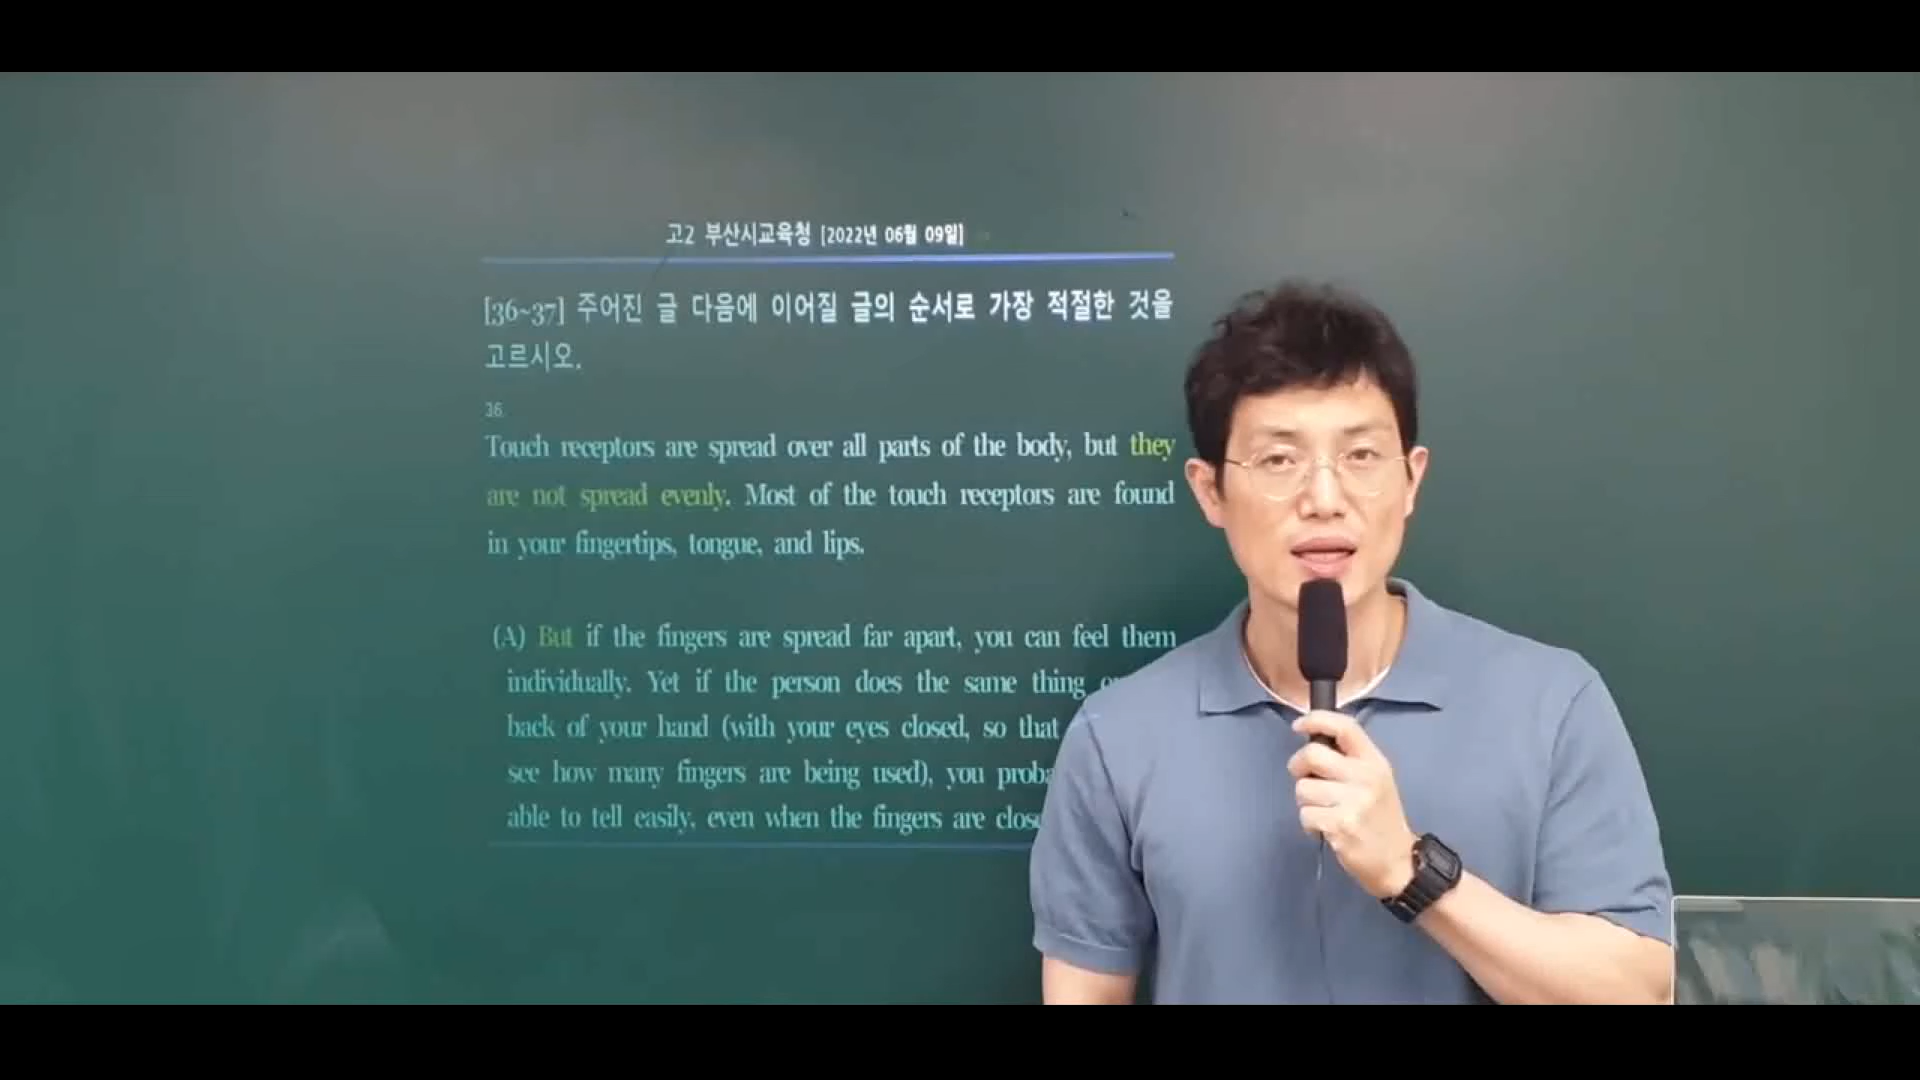 고2 부산시교육청 [2022년 06월 09일]
[36~37] 주어진 글 다음에 이어질 글의 순서로 가장 적절한 것을
고르시오.
36.
Touch receptors are spread over all parts of the body, but they
are not spread evenly. Most of the touch receptors are found
in your fingertips, tongue, and lips.
(A) But if the fingers are spread far apart, you can feel them
individually. Yet if the person does the same thing
back of your hand (with your eyes closed, so that
see how many fingers are being used), you
able to tell easily, even when the fingers are